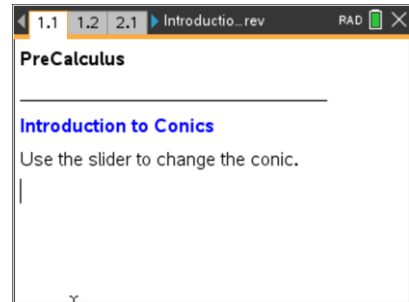 1.1 1.2 2.1 Introductio…rev RAD
PreCalculus
Introduction to Conics
Use the slider to change the conic.